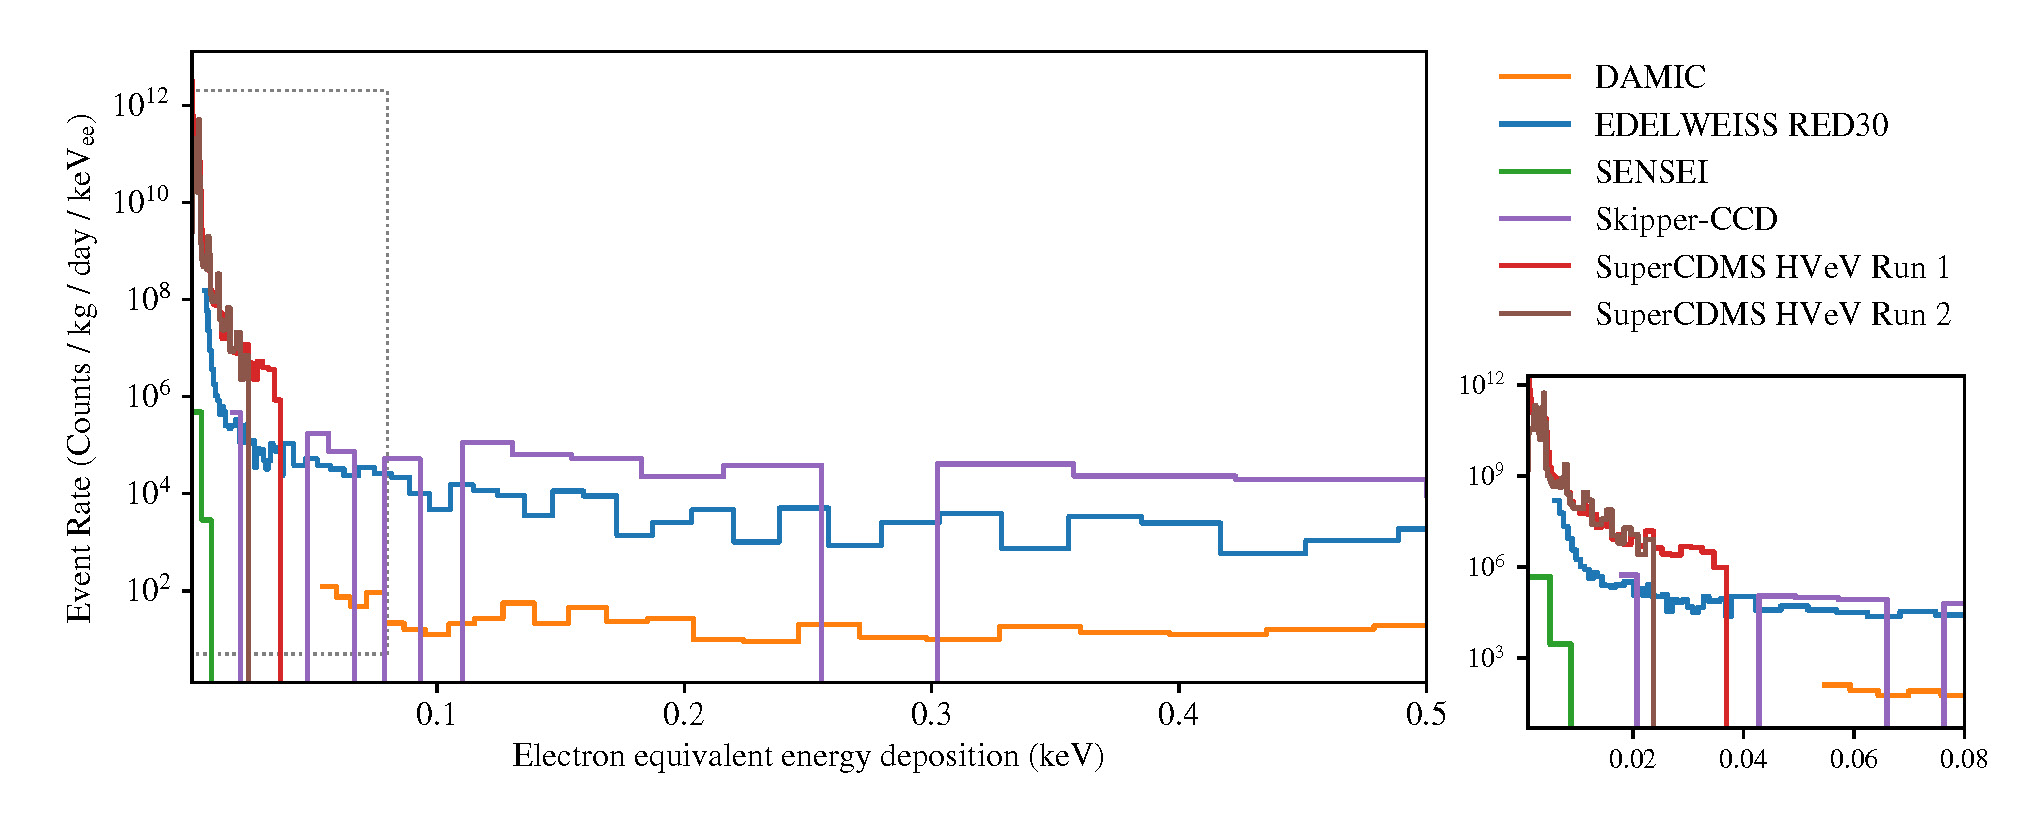 Event Rate (Counts / kg / day / keV_ee)
10^12
10^10
10^8
10^6
10^4
10^2
0.1 0.2 0.3 0.4 0.5
Electron equivalent energy deposition (keV)
DAMIC
EDELWEISS RED30
SENSEI
Skipper-CCD
SuperCDMS HVeV Run 1
SuperCDMS HVeV Run 2
10^12
10^9
10^6
10^3
0.02 0.04 0.06 0.08